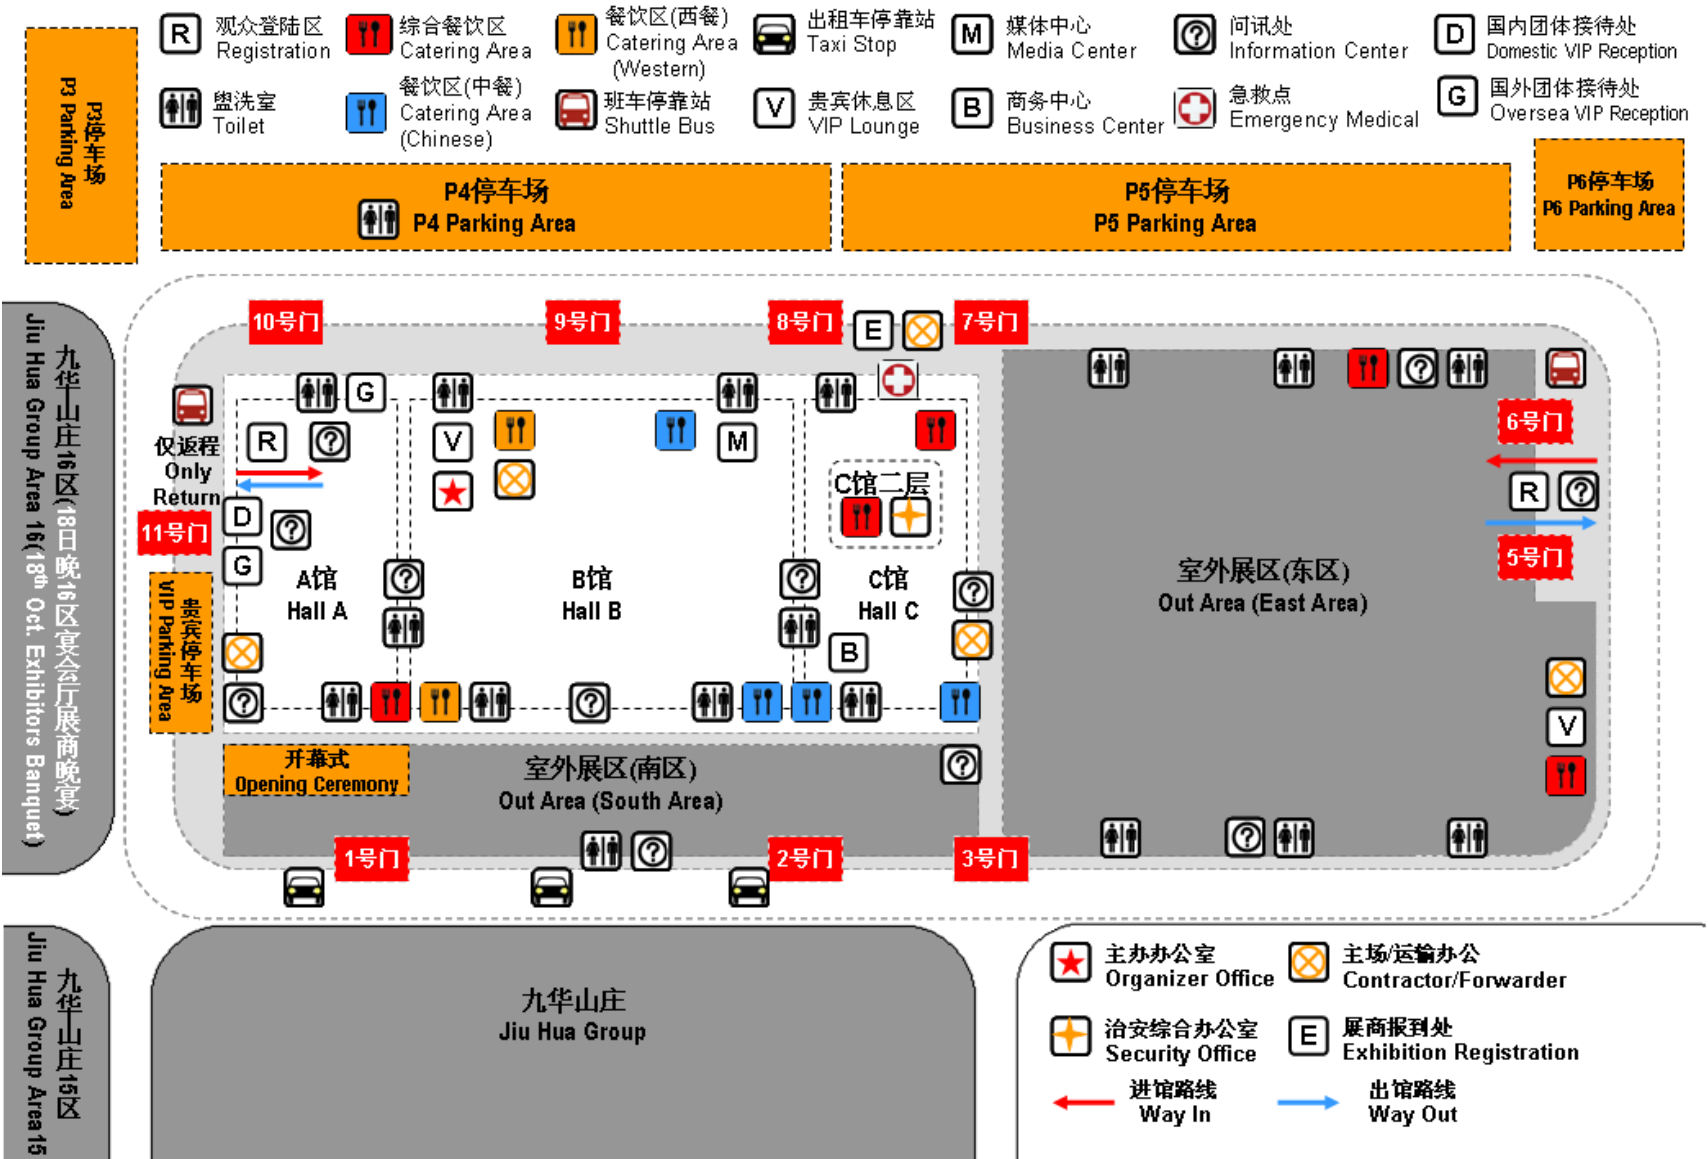 R
观众登陆区
Registration
综合餐饮区
Catering Area
餐饮区(西餐)
Catering Area
(Western)
出租车停靠站
Taxi Stop
M
媒体中心
Media Center
?
问讯处
Information Center
D
国内团体接待处
Domestic VIP Reception
盥洗室
Toilet
餐饮区(中餐)
Catering Area
(Chinese)
班车停靠站
Shuttle Bus
V
贵宾休息区
VIP Lounge
B
商务中心
Business Center
急救点
Emergency Medical
G
国外团体接待处
Oversea VIP Reception
P3停车场
P3 Parking Area
P4停车场
P4 Parking Area
P5停车场
P5 Parking Area
P6停车场
P6 Parking Area
九华山庄16区(18日晚16区宴会厅展商晚宴)
Jiu Hua Group Area 16(18th Oct. Exhibitors Banquet)
10号门
9号门
8号门
E
7号门
G
R
?
V
M
仅返程
Only
Return
11号门
D
?
G
C馆二层
A馆
Hall A
?
B馆
Hall B
?
C馆
Hall C
?
B
贵宾停车场
VIP Parking Area
?
?
?
6号门
R
?
5号门
室外展区(东区)
Out Area (East Area)
V
开幕式
Opening Ceremony
室外展区(南区)
Out Area (South Area)
?
?
1号门
?
2号门
3号门
九华山庄15区
Jiu Hua Group Area15
九华山庄
Jiu Hua Group
主办办公室
Organizer Office
主场/运输办公
Contractor/Forwarder
治安综合办公室
Security Office
E
展商报到处
Exhibition Registration
进馆路线
Way In
出馆路线
Way Out